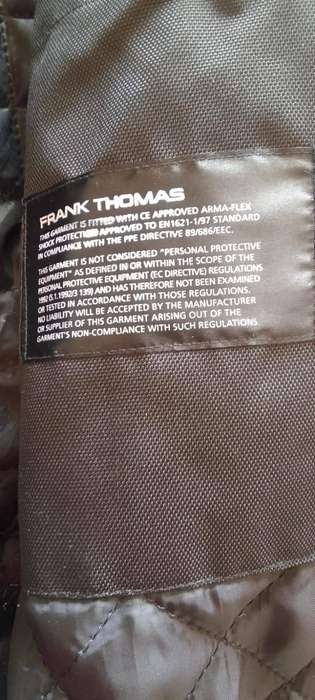 FRANK THOMAS
THIS GARMENT IS FITTED WITH CE APPROVED ARMA-FLEX
SHOCK PROTECTION APPROVED TO EN1621-1/97 STANDARD
IN COMPLIANCE WITH THE PPE DIRECTIVE 89/686/EEC.
THIS GARMENT IS NOT CONSIDERED "PERSONAL PROTECTIVE
EQUIPMENT" AS DEFINED IN OR WITHIN THE SCOPE OF THE
PERSONAL PROTECTIVE EQUIPMENT (EC DIRECTIVE) REGULATIONS
1992 (S.I.1992/3 139) AND HAS THEREFORE NOT BEEN EXAMINED
OR TESTED IN ACCORDANCE WITH THOSE REGULATIONS.
NO LIABILITY WILL BE ACCEPTED BY THE MANUFACTURER
OR SUPPLIER OF THIS GARMENT ARISING OUT OF THE
GARMENT'S NON-COMPLIANCE WITH SUCH REGULATIONS